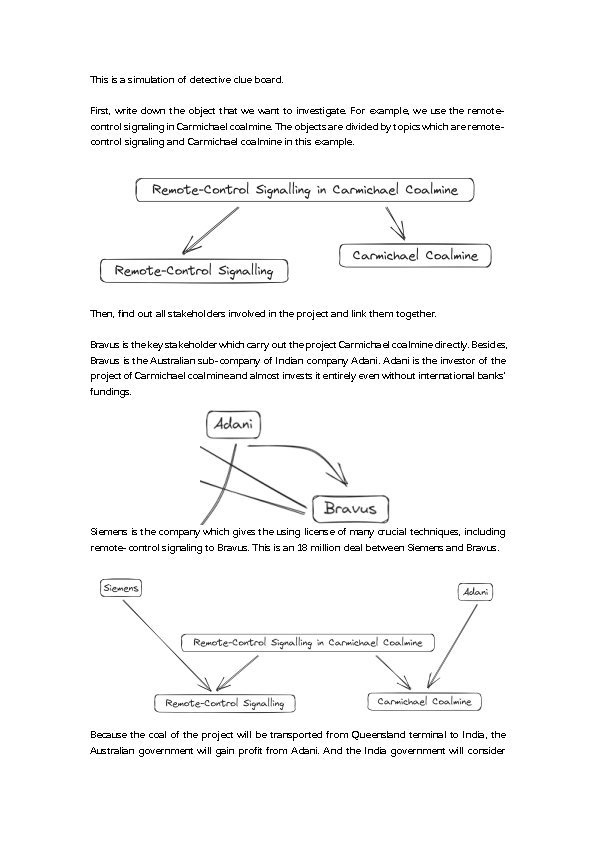 This is a simulation of detective clue board.
First, write down the object that we want to investigate. For example, we use the remote-
control signaling in Carmichael coalmine. The objects are divided by topics which are remote-
control signaling and Carmichael coalmine in this example.
Remote-Control Signalling in Carmichael Coalmine
Carmichael Coalmine
Remote-Control Signalling
Then, find out all stakeholders involved in the project and link them together.
Bravus is the key stakeholder which carry out the project Carmichael coalmine directly. Besides,
Bravus is the Australian sub-company of Indian company Adani. Adani is the investor of the
project of Carmichael coalmine and almost invests it entirely even without international banks'
fundings.
Adani
Bravus
Siemens is the company which gives the using license of many crucial techniques, including
remote- control signaling to Bravus. This is an 18 million deal between Siemens and Bravus.
Siemens
Adani
Remote-Control Signalling in Carmichael Coalmine
Remote-Control Signalling
Carmichael Coalmine
Because the coal of the project will be transported from Queensland terminal to India, the
Australian government will gain profit from Adani. And the India government will consider